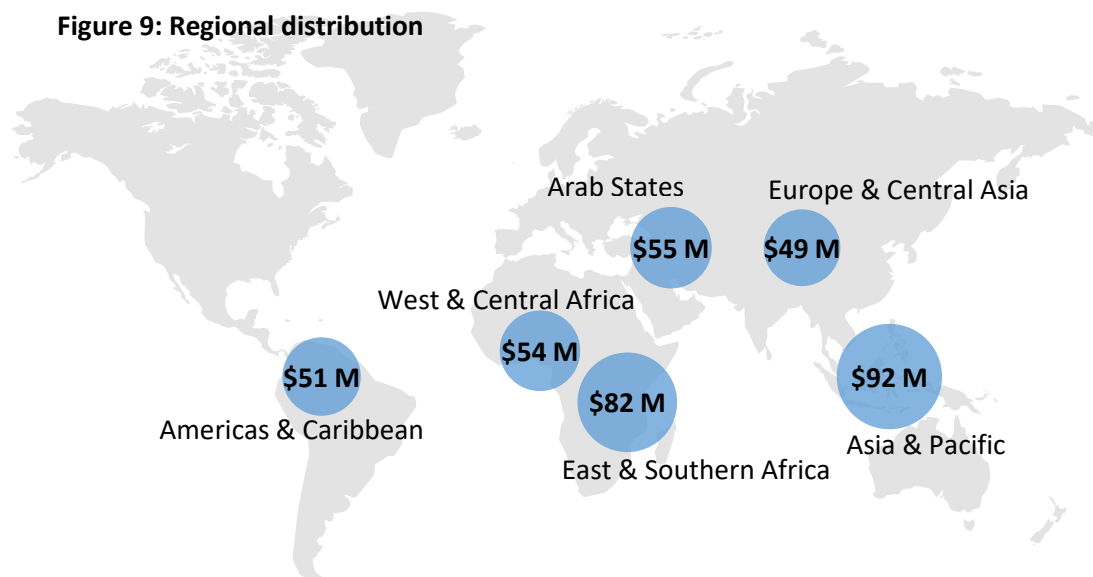 Figure 9: Regional distribution
Arab States
Europe & Central Asia
$55 M
$49 M
West & Central Africa
$54 M
$51 M
$82 M
$92 M
Americas & Caribbean
Asia & Pacific
East & Southern Africa